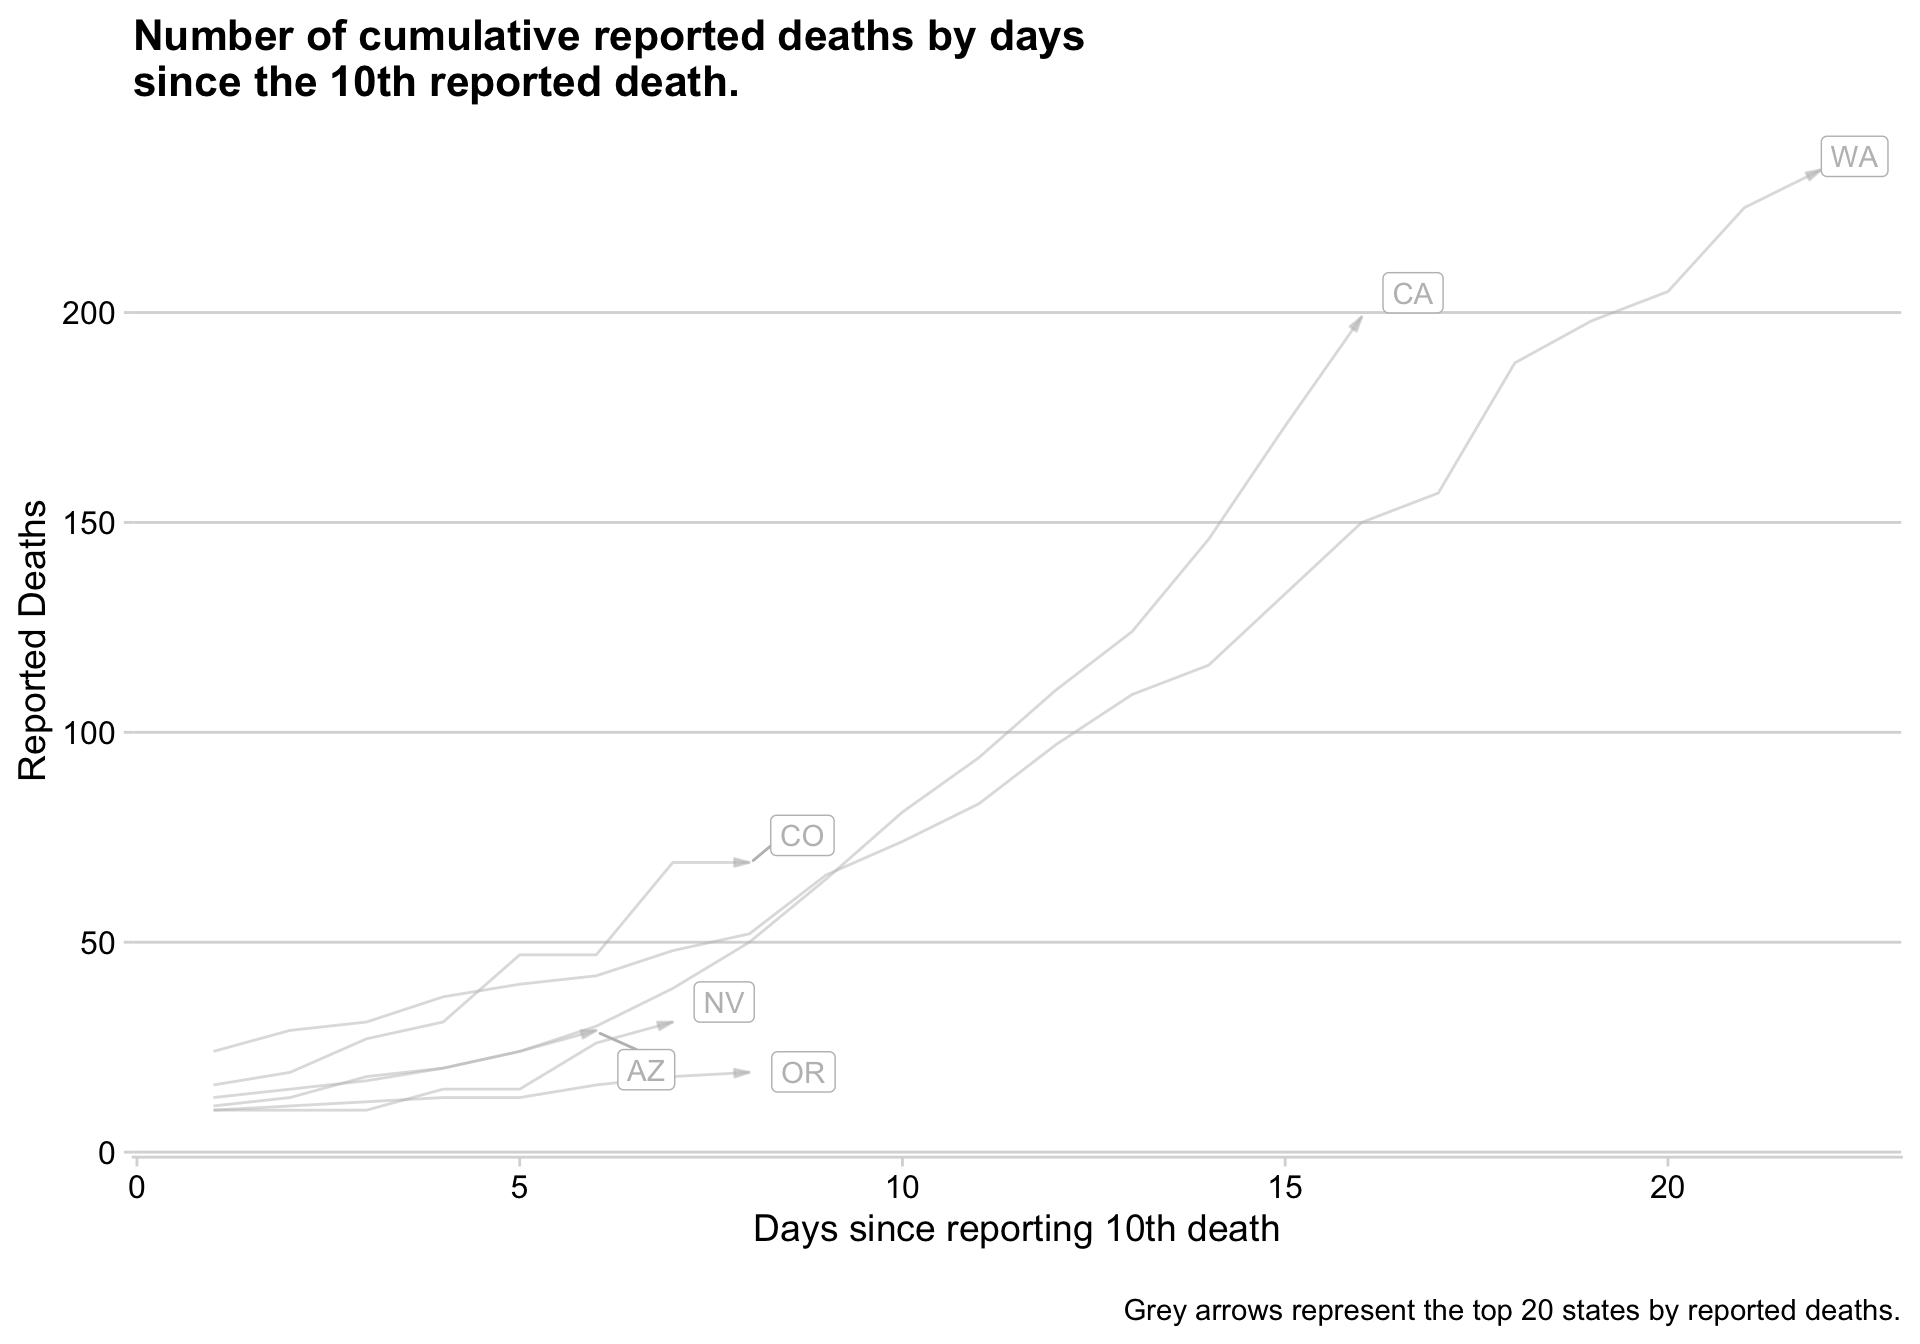 Number of cumulative reported deaths by days
since the 10th reported death.
WA
CA
200
150
Reported Deaths
100
CO
50
NV
AZ
OR
0
0 5 10 15 20
Days since reporting 10th death
Grey arrows represent the top 20 states by reported deaths.